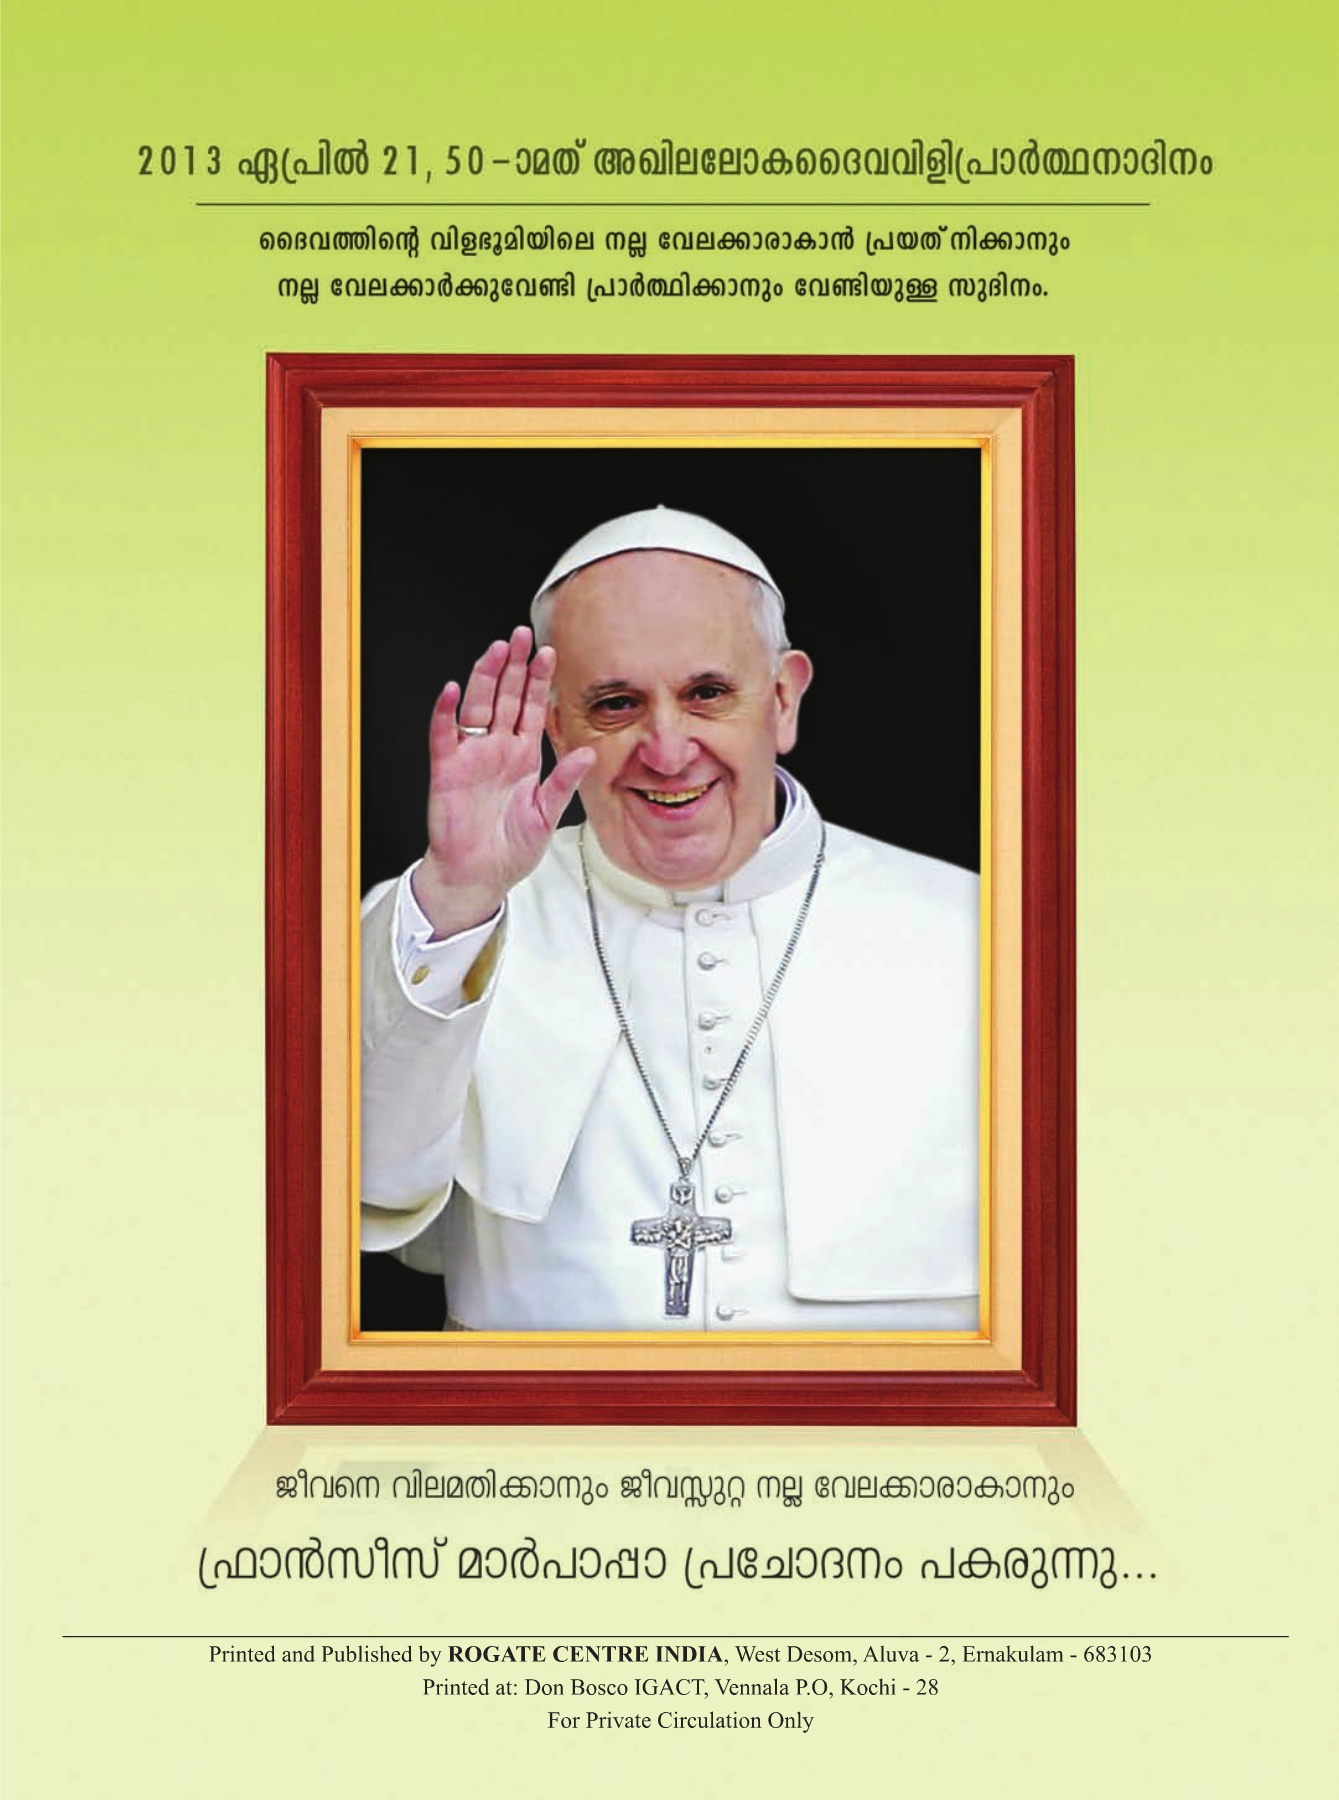 2013 ഏപ്രിൽ 21, 50-ാമത് അഖിലലോകദൈവവിളിപ്രാർത്ഥനാദിനം
ദൈവത്തിന്റെ വിളഭൂമിയിലെ നല്ല വേലക്കാരാകാൻ പ്രയത്നിക്കാനും
നല്ല വേലക്കാർക്കുവേണ്ടി പ്രാർത്ഥിക്കാനും വേണ്ടിയുള്ള സുദിനം.
ജീവനെ വിലമതിക്കാനും ജീവസ്സുറ്റ നല്ല വേലക്കാരാകാനും
ഫ്രാൻസീസ് മാർപാപ്പാ പ്രചോദനം പകരുന്നു...
Printed and Published by ROGATE CENTRE INDIA, West Desom, Aluva - 2, Ernakulam - 683103
Printed at: Don Bosco IGACT, Vennala P.O, Kochi - 28
For Private Circulation Only